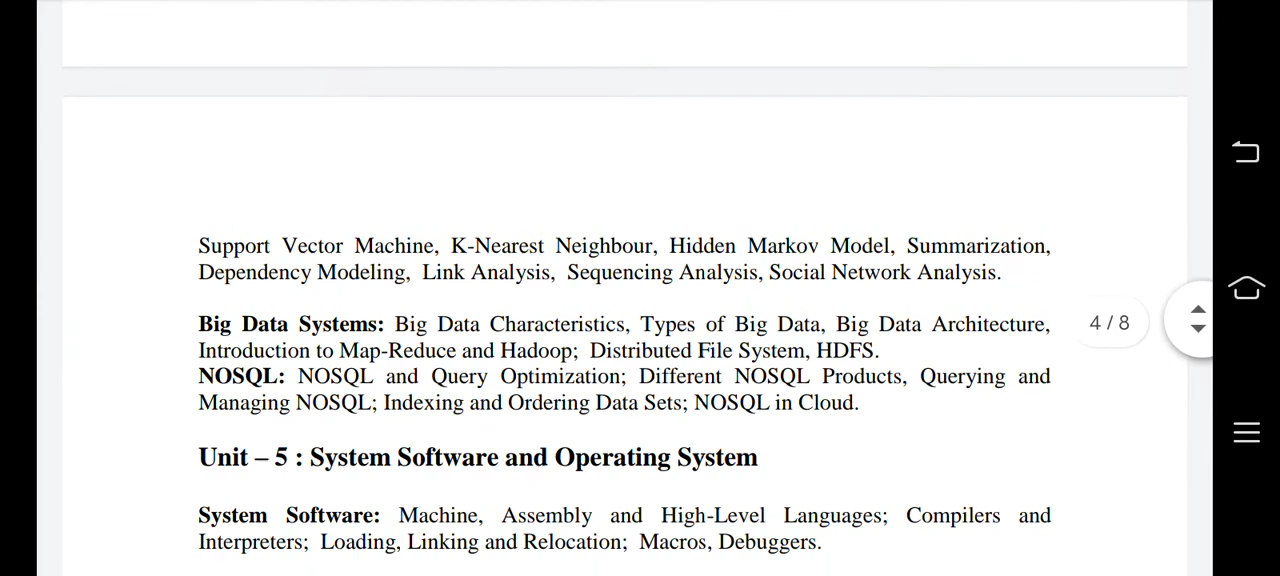 Support Vector Machine, K-Nearest Neighbour, Hidden Markov Model, Summarization,
Dependency Modeling, Link Analysis, Sequencing Analysis, Social Network Analysis.
Big Data Systems: Big Data Characteristics, Types of Big Data, Big Data Architecture,
Introduction to Map-Reduce and Hadoop; Distributed File System, HDFS.
NOSQL: NOSQL and Query Optimization; Different NOSQL Products, Querying and
Managing NOSQL; Indexing and Ordering Data Sets; NOSQL in Cloud.
4 / 8
Unit – 5 : System Software and Operating System
System Software: Machine, Assembly and High-Level Languages; Compilers and
Interpreters; Loading, Linking and Relocation; Macros, Debuggers.